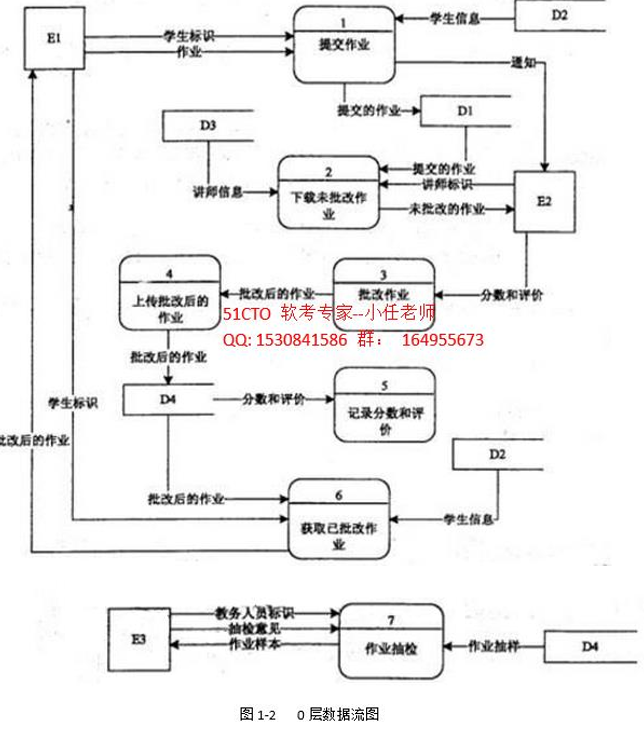 E1
学生标识
作业
1
提交作业
学生信息
D2
通知
提交的作业
D1
D3
讲师信息
2
下载未批改作
业
提交的作业
讲师标识
未批改的作业
E2
4
上传批改后的
作业
批改后的作业
3
批改作业
分数和评价
51CTO 软考专家--小任老师
QQ: 1530841586 群： 164955673
批改后的作业
学生标识
D4
分数和评价
5
记录分数和评
价
批改后的作业
D2
批改后的作业
6
获取已批改作
业
学生信息
E3
教务人员标识
抽检意见
作业样本
7
作业抽检
作业抽样
D4
图 1-2 0 层数据流图